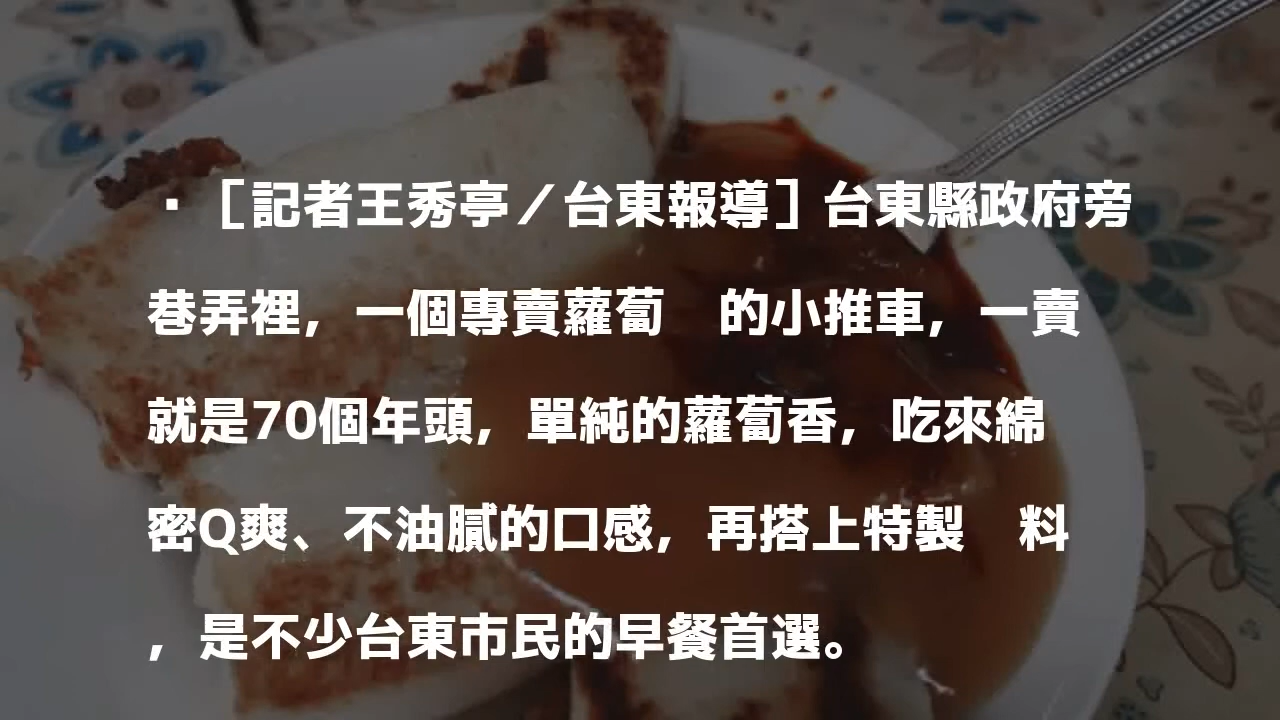 ▪［記者王秀亭／台東報導］台東縣政府旁
巷弄裡，一個專賣蘿蔔　的小推車，一賣
就是70個年頭，單純的蘿蔔香，吃來綿
密Q爽、不油膩的口感，再搭上特製　料
，是不少台東市民的早餐首選。